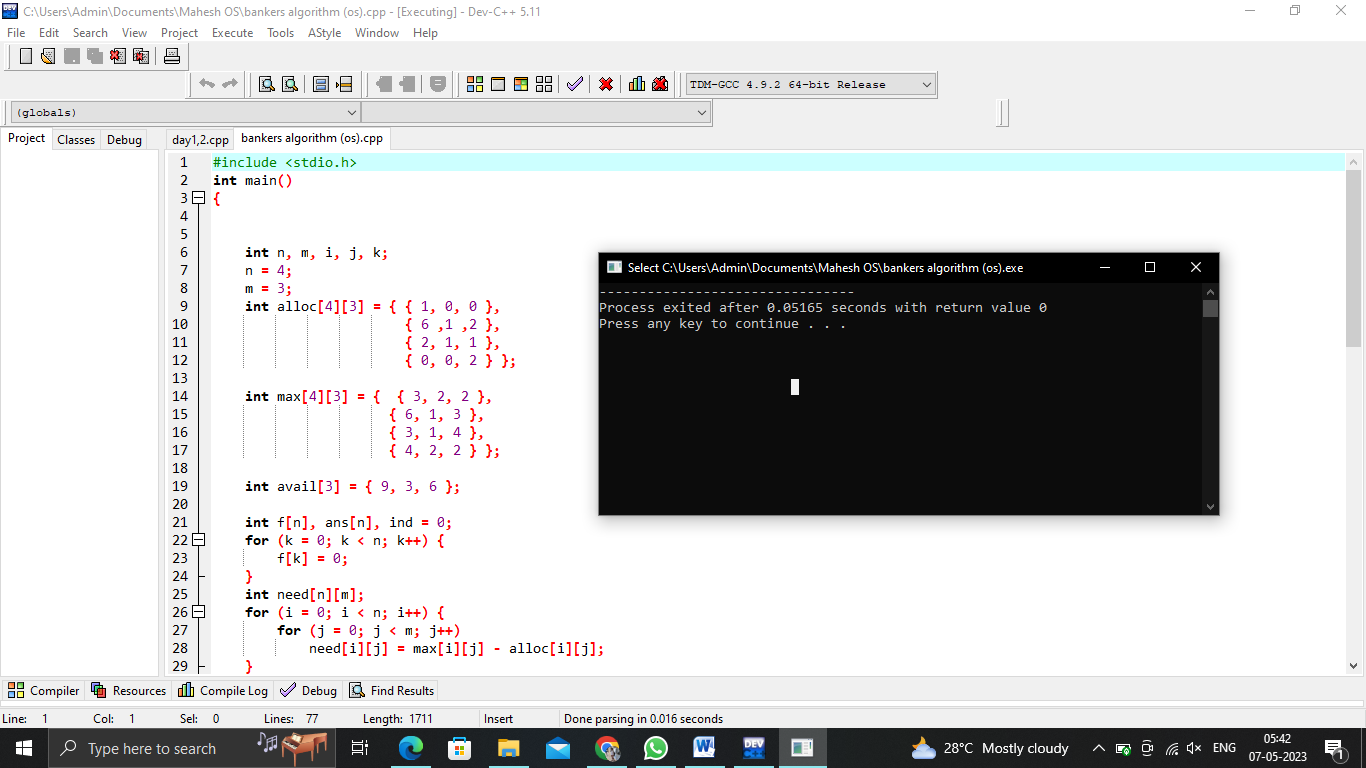 C:\Users\Admin\Documents\Mahesh OS\bankers algorithm (os).cpp - [Executing] - Dev-C++ 5.11
File Edit Search View Project Execute Tools AStyle Window Help
TDM-GCC 4.9.2 64-bit Release
(globals)
Project Classes Debug day1,2.cpp bankers algorithm (os).cpp
1 #include <stdio.h>
2 int main()
3 {
4
5
6 int n, m, i, j, k;
7 n = 4;
8 m = 3;
9 int alloc[4][3] = { { 1, 0, 0 },
10 { 6 ,1 ,2 },
11 { 2, 1, 1 },
12 { 0, 0, 2 } };
13
14 int max[4][3] = {  { 3, 2, 2 },
15 { 6, 1, 3 },
16 { 3, 1, 4 },
17 { 4, 2, 2 } };
18
19 int avail[3] = { 9, 3, 6 };
20
21 int f[n], ans[n], ind = 0;
22 for (k = 0; k < n; k++) {
23 f[k] = 0;
24 }
25 int need[n][m];
26 for (i = 0; i < n; i++) {
27 for (j = 0; j < m; j++)
28 need[i][j] = max[i][j] - alloc[i][j];
29 }
Select C:\Users\Admin\Documents\Mahesh OS\bankers algorithm (os).exe
--------------------------------
Process exited after 0.05165 seconds with return value 0
Press any key to continue . . .
Compiler Resources Compile Log Debug Find Results
Line: 1 Col: 1 Sel: 0 Lines: 77 Length: 1711 Insert Done parsing in 0.016 seconds
Type here to search
28°C Mostly cloudy
ENG
05:42
07-05-2023
1